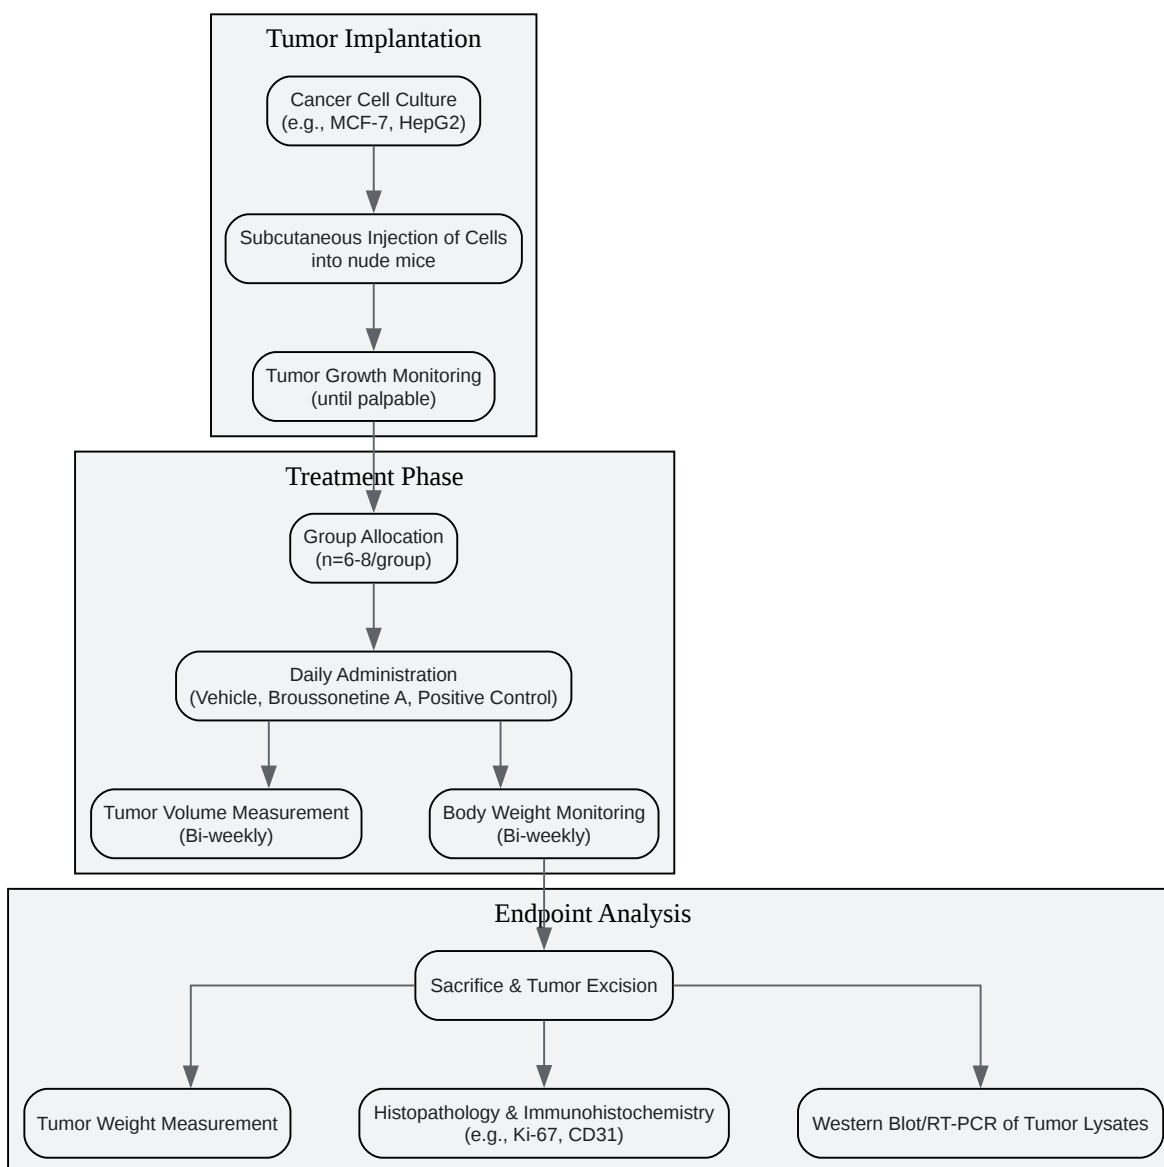 Tumor Implantation
Cancer Cell Culture
(e.g., MCF-7, HepG2)
Subcutaneous Injection of Cells
into nude mice
Tumor Growth Monitoring
(until palpable)
Treatment Phase
Group Allocation
(n=6-8/group)
Daily Administration
(Vehicle, Broussonetine A, Positive Control)
Tumor Volume Measurement
(Bi-weekly)
Body Weight Monitoring
(Bi-weekly)
Endpoint Analysis
Sacrifice & Tumor Excision
Tumor Weight Measurement
Histopathology & Immunohistochemistry
(e.g., Ki-67, CD31)
Western Blot/RT-PCR of Tumor Lysates